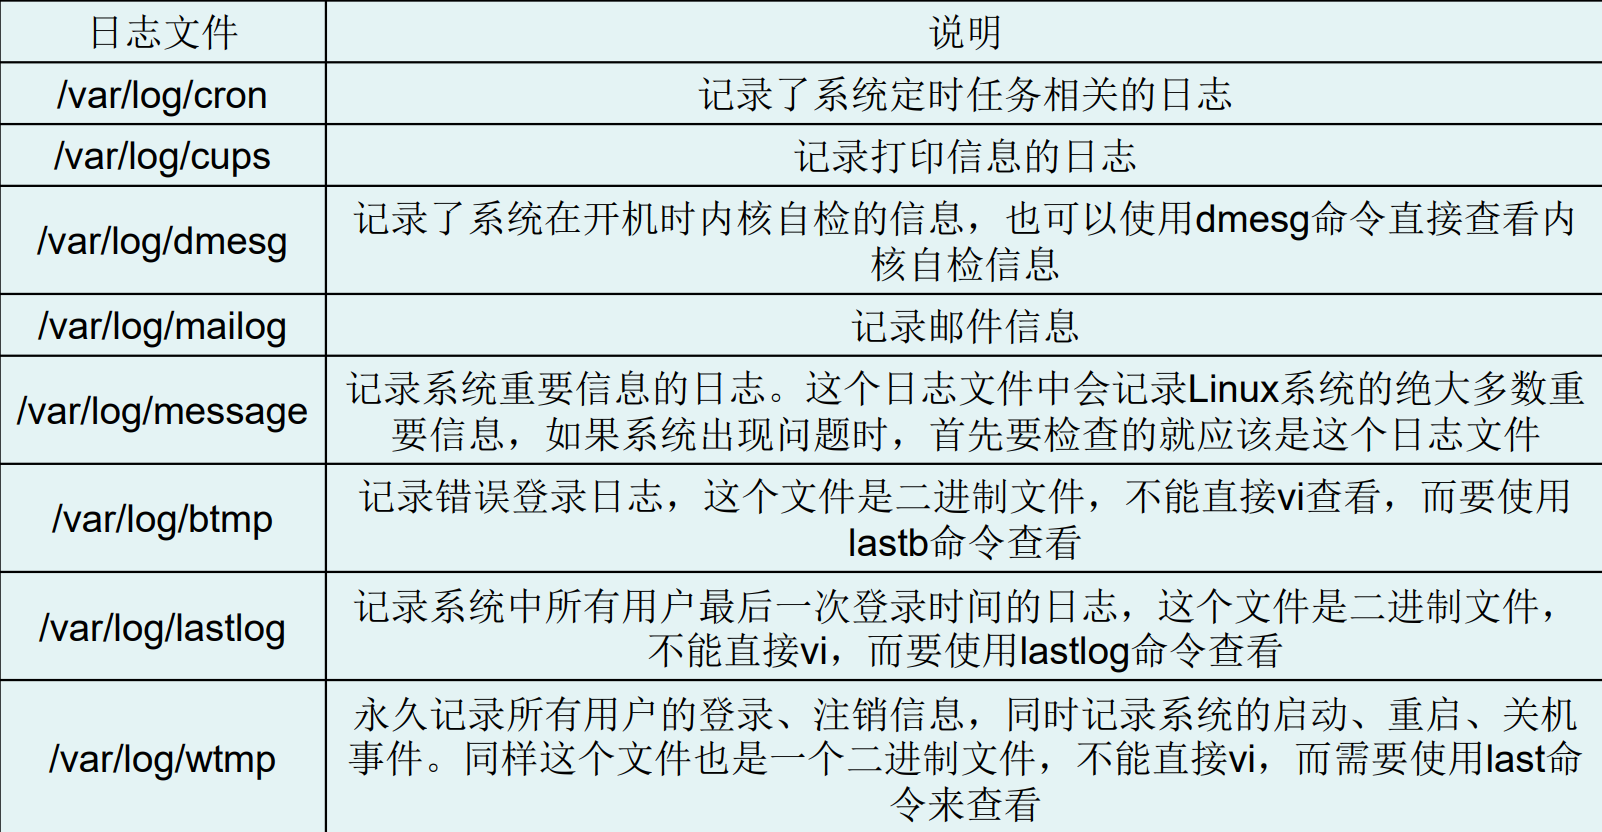 日志文件
说明
/var/log/cron
记录了系统定时任务相关的日志
/var/log/cups
记录打印信息的日志
/var/log/dmesg
记录了系统在开机时内核自检的信息，也可以使用dmesg命令直接查看内
核自检信息
/var/log/mailog
记录邮件信息
/var/log/message
记录系统重要信息的日志。这个日志文件中会记录Linux系统的绝大多数重
要信息，如果系统出现问题时，首先要检查的就应该是这个日志文件
/var/log/btmp
记录错误登录日志，这个文件是二进制文件，不能直接vi查看，而要使用
lastb命令查看
/var/log/lastlog
记录系统中所有用户最后一次登录时间的日志，这个文件是二进制文件，
不能直接vi，而要使用lastlog命令查看
/var/log/wtmp
永久记录所有用户的登录、注销信息，同时记录系统的启动、重启、关机
事件。同样这个文件也是一个二进制文件，不能直接vi，而需要使用last命
令来查看